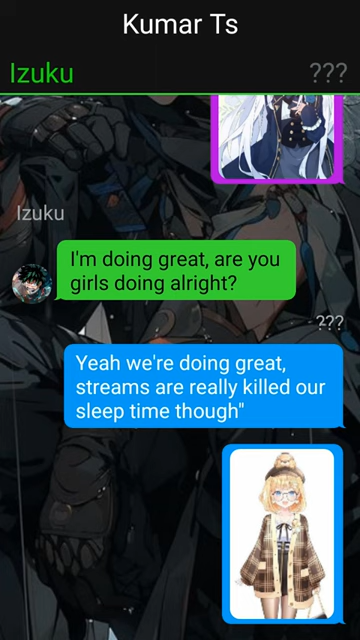 Kumar Ts
Izuku
???
Izuku
I'm doing great, are you
girls doing alright?
???
Yeah we're doing great,
streams are really killed our
sleep time though"